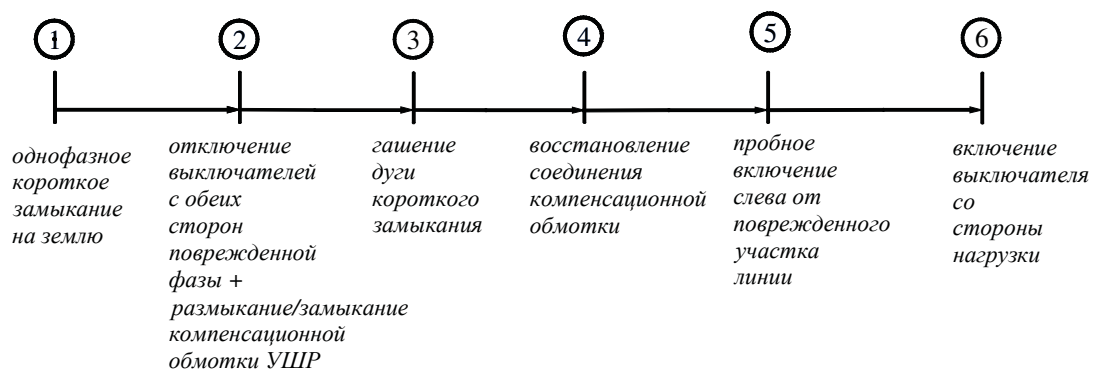 1
2
3
4
5
6
однофазное
короткое
замыкание
на землю
отключение
выключателей
с обеих
сторон
поврежденной
фазы +
размыкание/замыкание
компенсационной
обмотки УШР
гашение
дуги
короткого
замыкания
восстановление
соединения
компенсационной
обмотки
пробное
включение
слева от
поврежденного
участка
линии
включение
выключателя
со
стороны
нагрузки